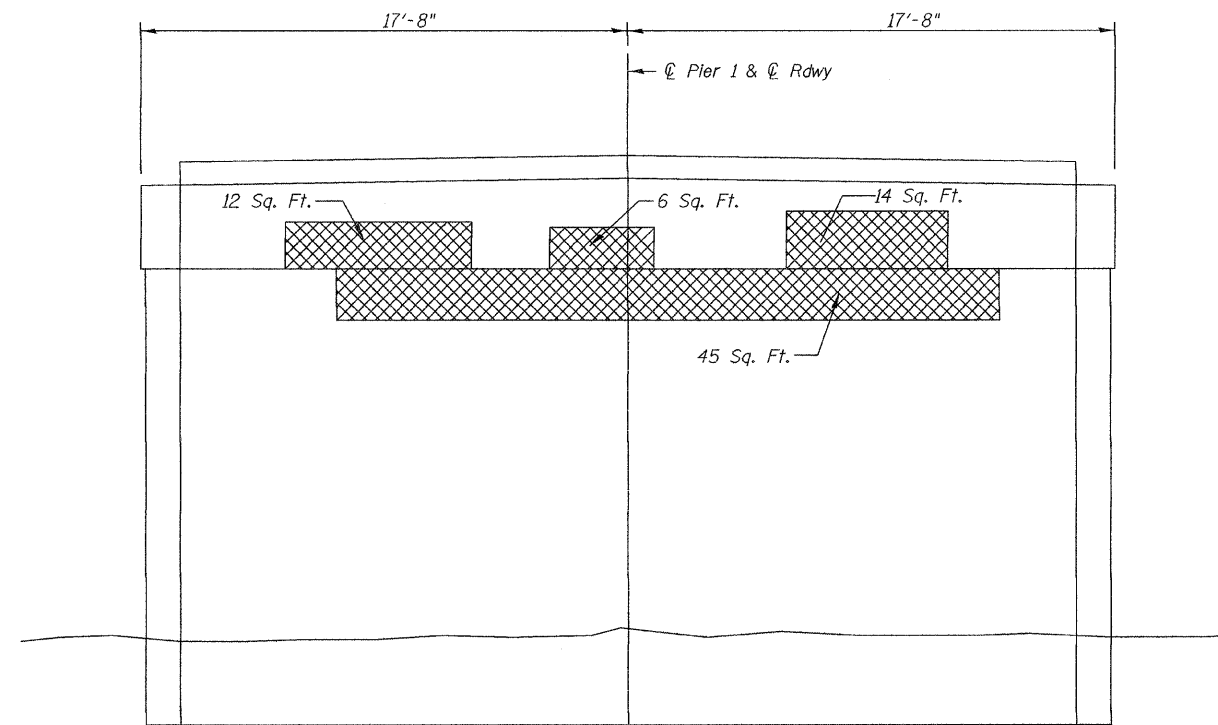 17'-8" 17'-8"
℄ Pier 1 & ℄ Rdwy
12 Sq. Ft. 6 Sq. Ft. 14 Sq. Ft.
45 Sq. Ft.